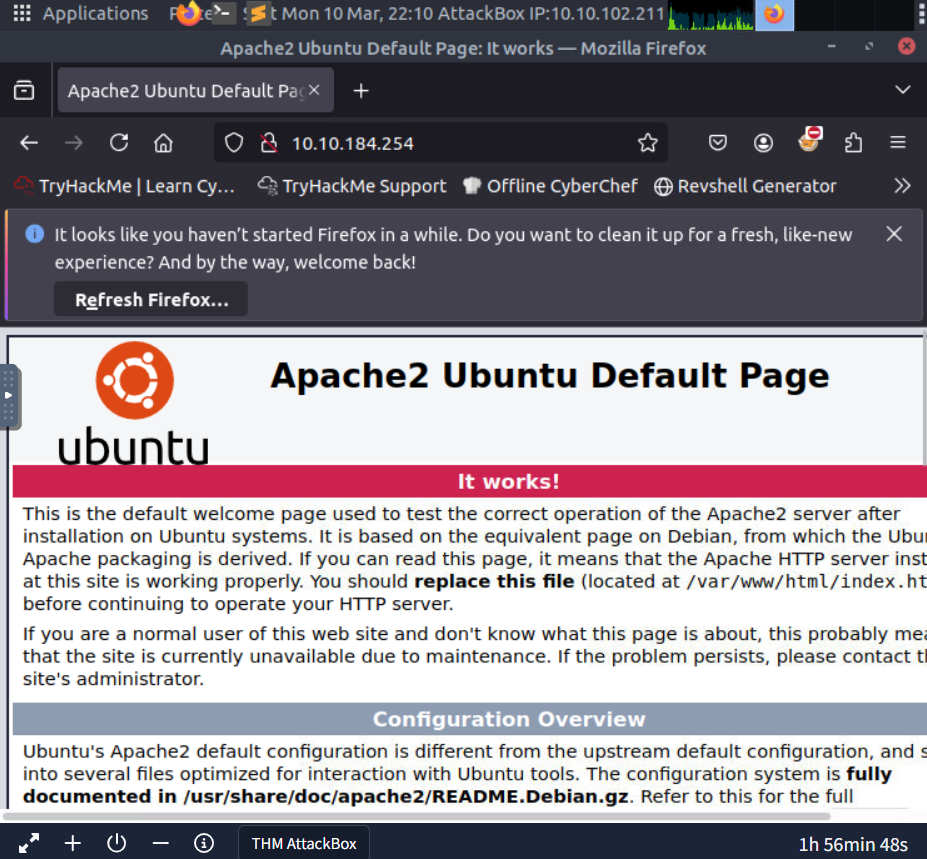 Applications
t Mon 10 Mar, 22:10 AttackBox IP:10.10.102.211
Apache2 Ubuntu Default Page: It works — Mozilla Firefox
Apache2 Ubuntu Default Pag
10.10.184.254
TryHackMe | Learn Cy... TryHackMe Support Offline CyberChef Revshell Generator
It looks like you haven't started Firefox in a while. Do you want to clean it up for a fresh, like-new
experience? And by the way, welcome back!
Refresh Firefox...
ubuntu
Apache2 Ubuntu Default Page
It works!
This is the default welcome page used to test the correct operation of the Apache2 server after
installation on Ubuntu systems. It is based on the equivalent page on Debian, from which the Ubu
Apache packaging is derived. If you can read this page, it means that the Apache HTTP server inst
at this site is working properly. You should replace this file (located at /var/www/html/index.ht
before continuing to operate your HTTP server.
If you are a normal user of this web site and don't know what this page is about, this probably mea
that the site is currently unavailable due to maintenance. If the problem persists, please contact t
site's administrator.
Configuration Overview
Ubuntu's Apache2 default configuration is different from the upstream default configuration, and s
into several files optimized for interaction with Ubuntu tools. The configuration system is fully
documented in /usr/share/doc/apache2/README.Debian.gz. Refer to this for the full
THM AttackBox
1h 56min 48s